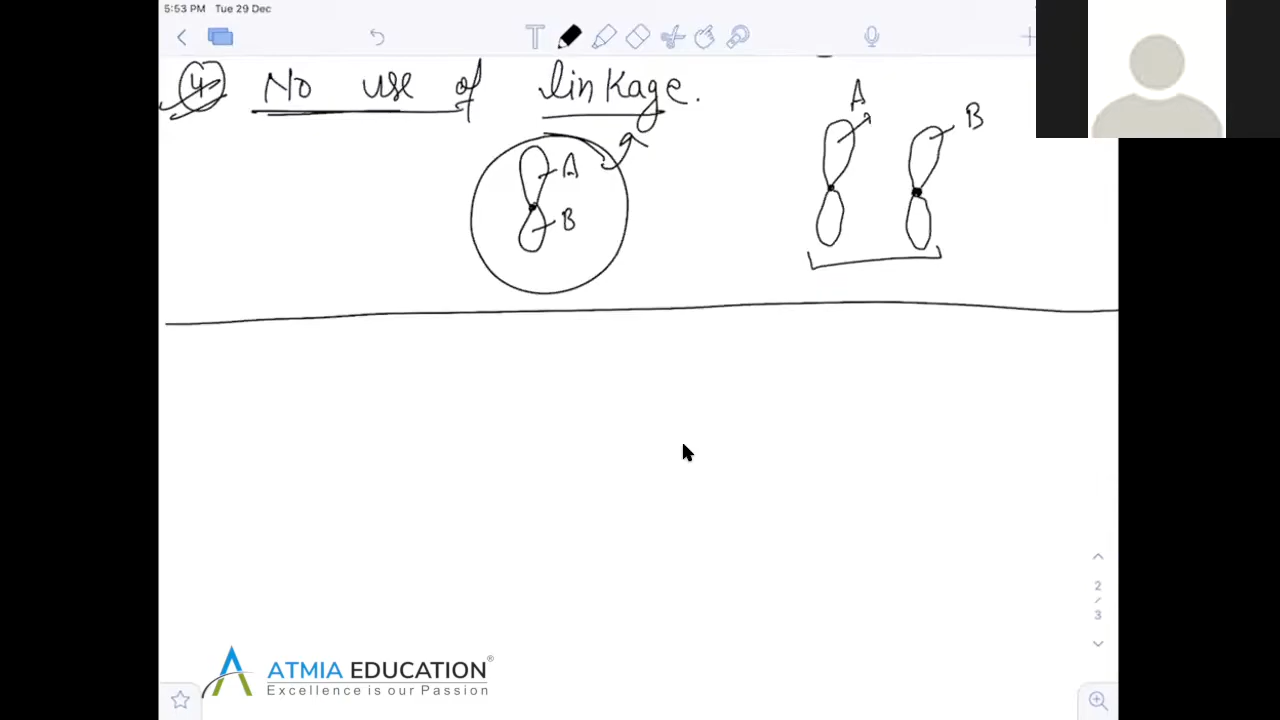 5:53 PM Tue 29 Dec
T
4 No use of linkage.
A
B
A
B
2
/
3
ATMIA EDUCATION®
Excellence is our Passion